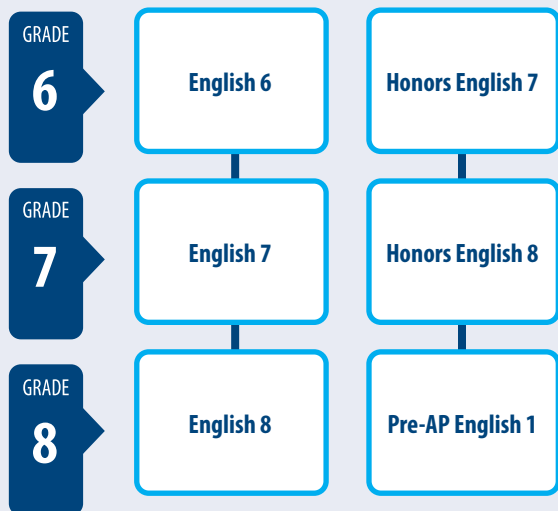 GRADE
6
English 6
Honors English 7
GRADE
7
English 7
Honors English 8
GRADE
8
English 8
Pre-AP English 1